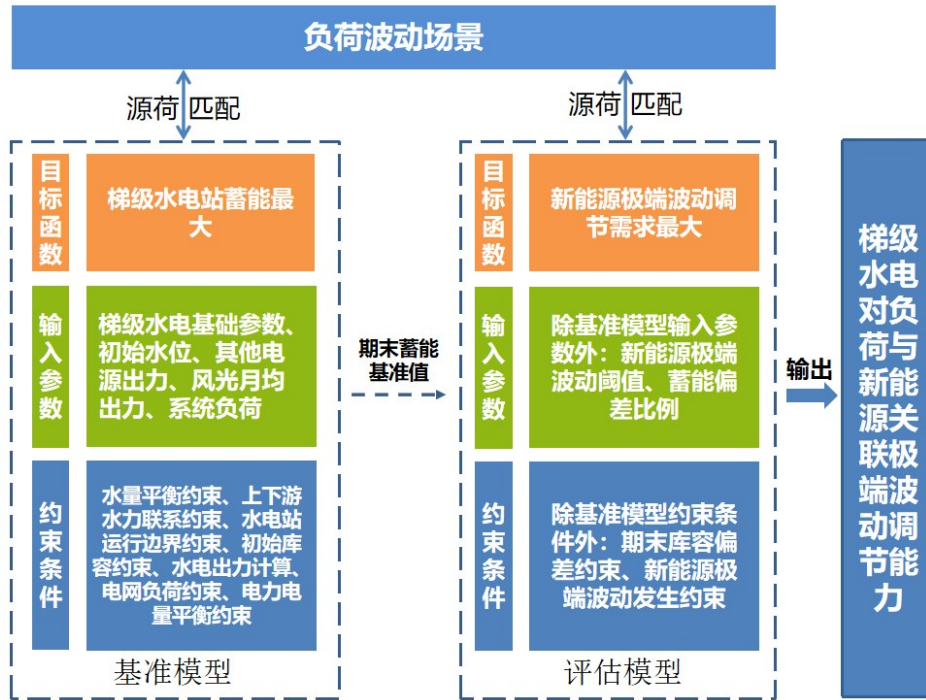 负荷波动场景
源荷 匹配
源荷 匹配
目标函数
梯级水电站蓄能最
大
输入参数
梯级水电基础参数、
初始水位、其他电
源出力、风光月均
出力、系统负荷
约束条件
水量平衡约束、上下游
水力联系约束、水电站
运行边界约束、初始库
容约束、水电出力计算、
电网负荷约束、电力电
量平衡约束
基准模型
期末蓄能
基准值
目标函数
新能源极端波动调
节需求最大
输入参数
除基准模型输入参
数外：新能源极端
波动阈值、蓄能偏
差比例
约束条件
除基准模型约束条
件外：期末库容偏
差约束、新能源极
端波动发生约束
评估模型
输出
梯级
水电
对负
荷与
新能
源关
联极
端波
动调
节能
力